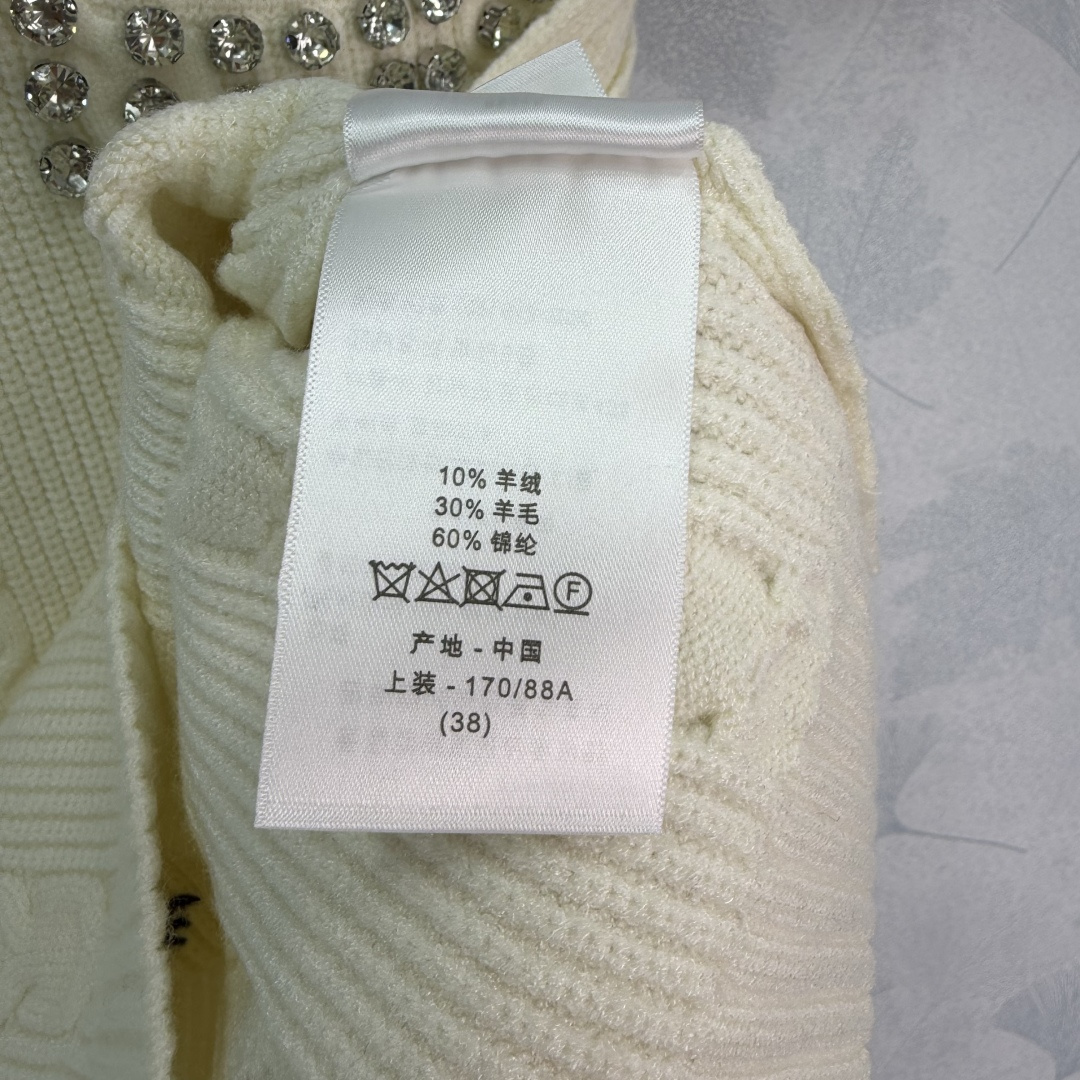 10% 羊绒
30% 羊毛
60% 锦纶
F
产地 - 中国
上装 - 170/88A
(38)